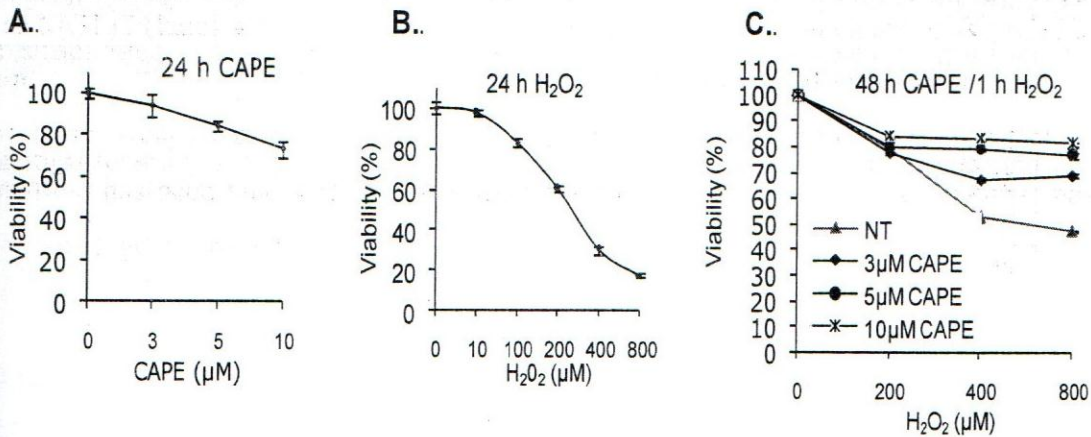 A..
24 h CAPE
Viability (%)
100
80
60
40
20
0
0 3 5 10
CAPE (µM)
B..
24 h H₂O₂
Viability (%)
100
80
60
40
20
0
0 10 100 200 400 800
H₂O₂ (µM)
C..
48 h CAPE /1 h H₂O₂
Viability (%)
110
100
90
80
70
60
50
40
30
20
10
0
NT
3µM CAPE
5µM CAPE
10µM CAPE
0 200 400 800
H₂O₂ (µM)